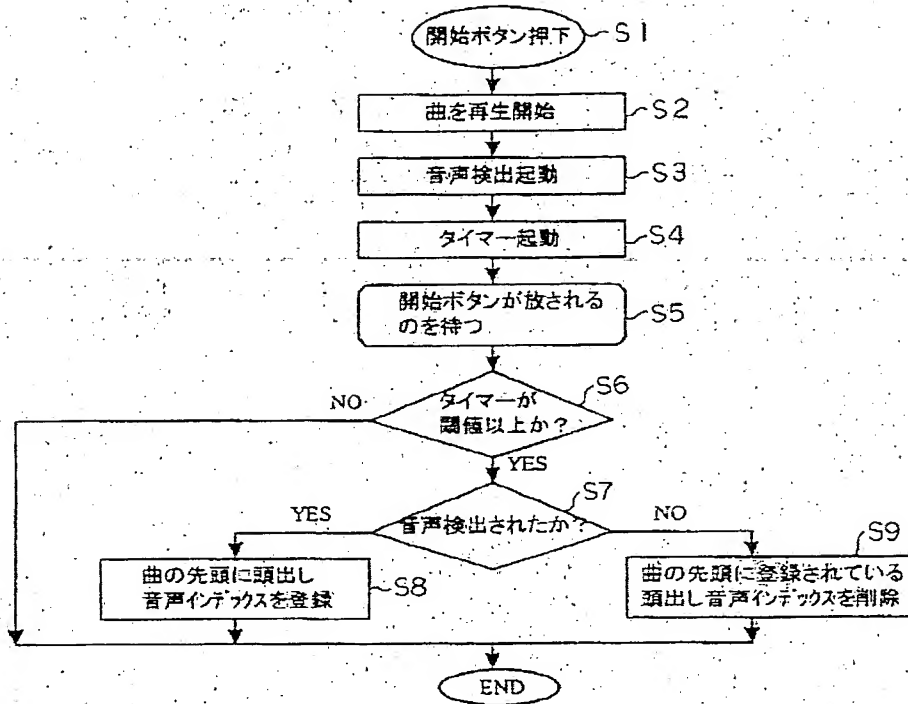 開始ボタン押下
S1
曲を再生開始
S2
音声検出起動
S3
タイマー起動
S4
開始ボタンが放される
のを待つ
S5
S6
タイマーが
閾値以上か?
NO
YES
S7
音声検出されたか?
YES
NO
曲の先頭に頭出し
音声インデックスを登録
S8
S9
曲の先頭に登録されている
頭出し音声インデックスを削除
END